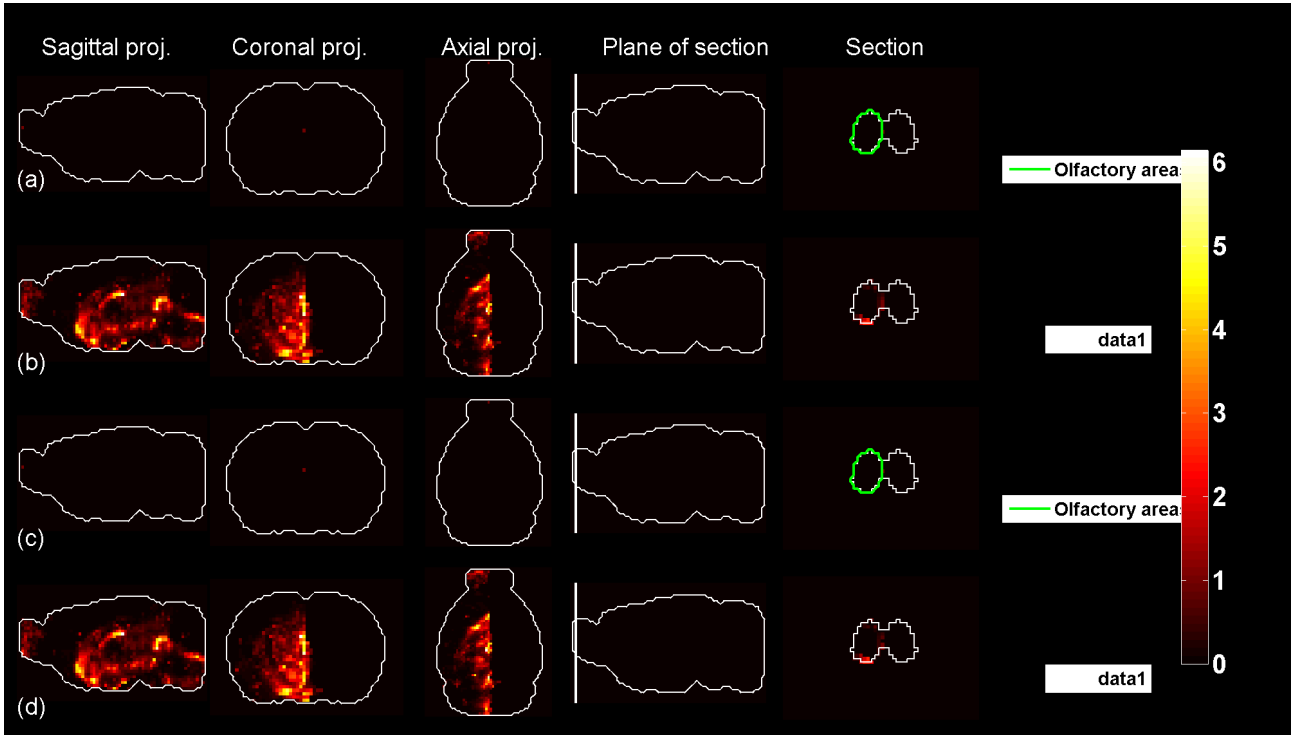 Sagittal proj. Coronal proj. Axial proj. Plane of section Section
(a)
Olfactory areas
(b)
data1
(c)
Olfactory areas
(d)
data1
6
5
4
3
2
1
0